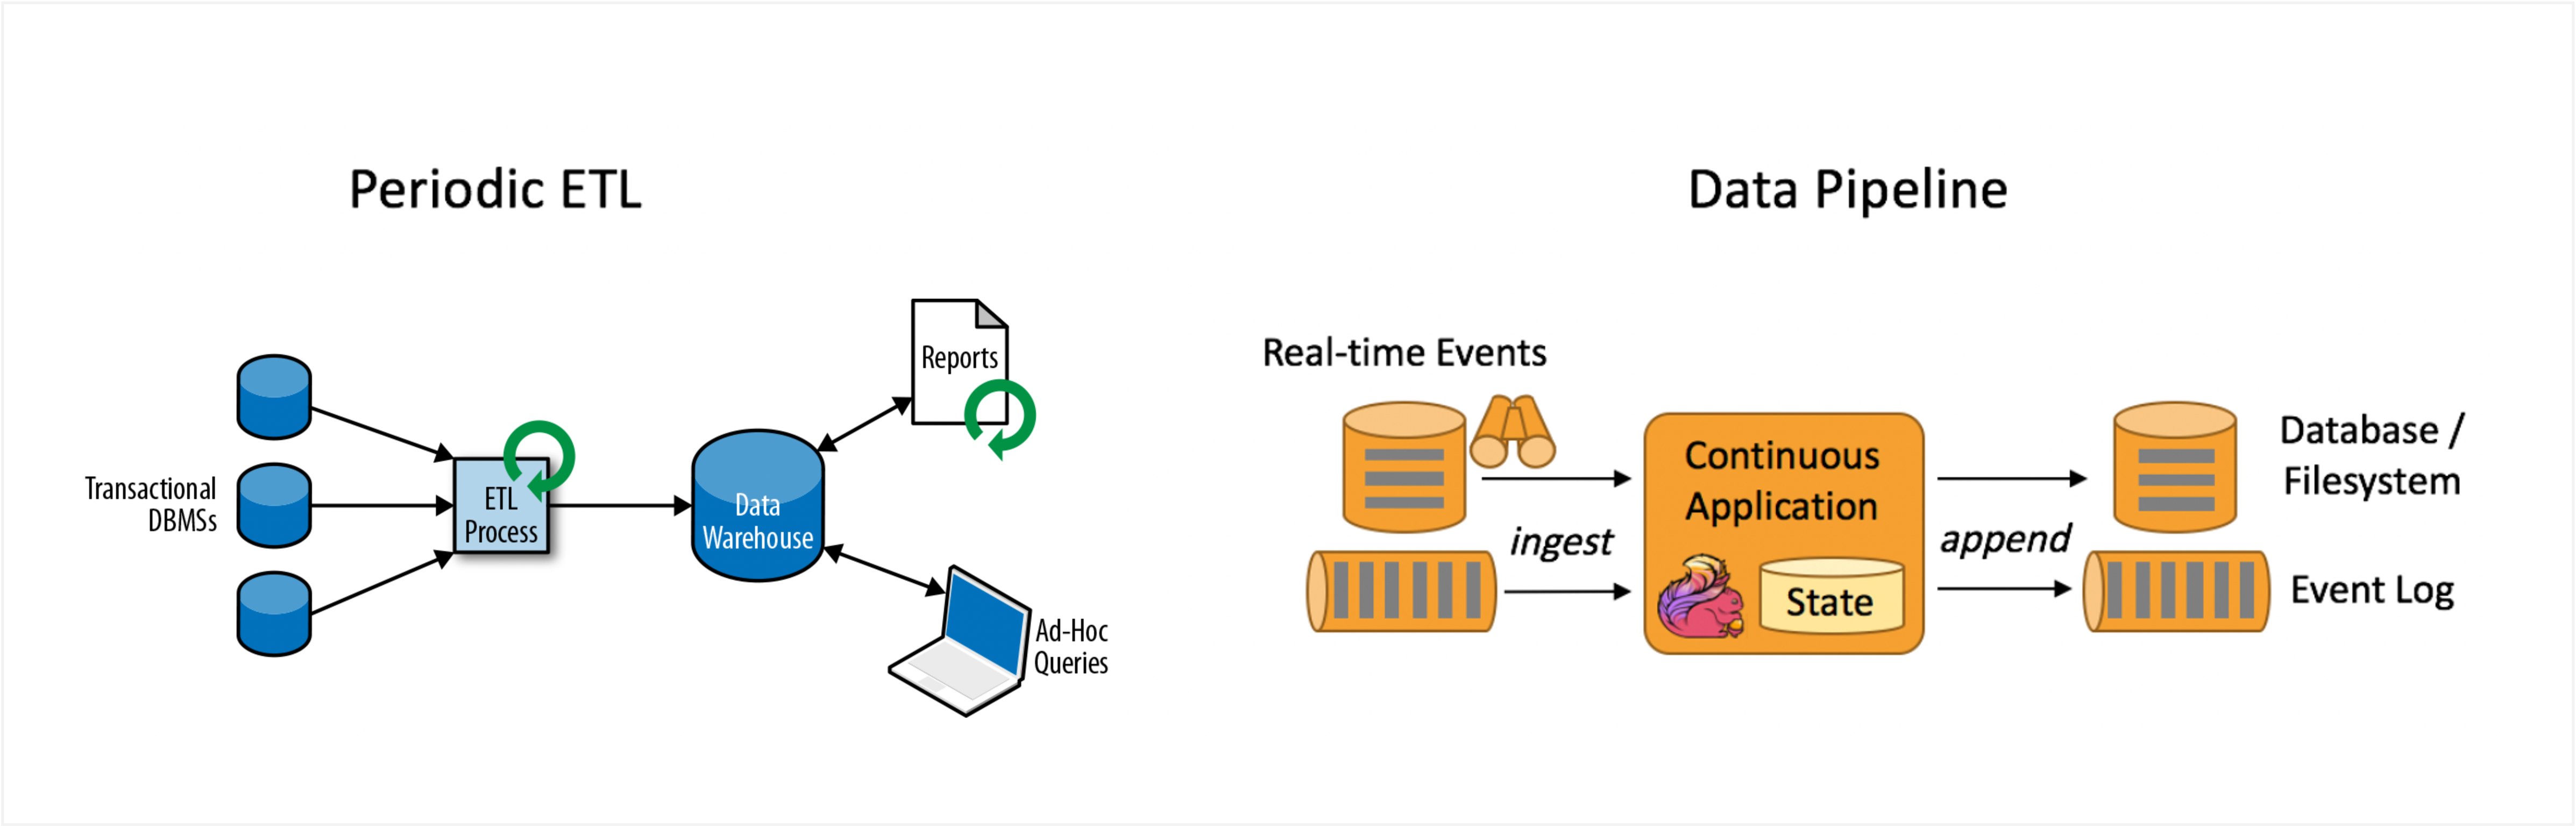 Periodic ETL
Transactional
DBMSs
ETL
Process
Data
Warehouse
Reports
Ad-Hoc
Queries
Data Pipeline
Real-time Events
ingest
Continuous
Application
State
append
Database /
Filesystem
Event Log